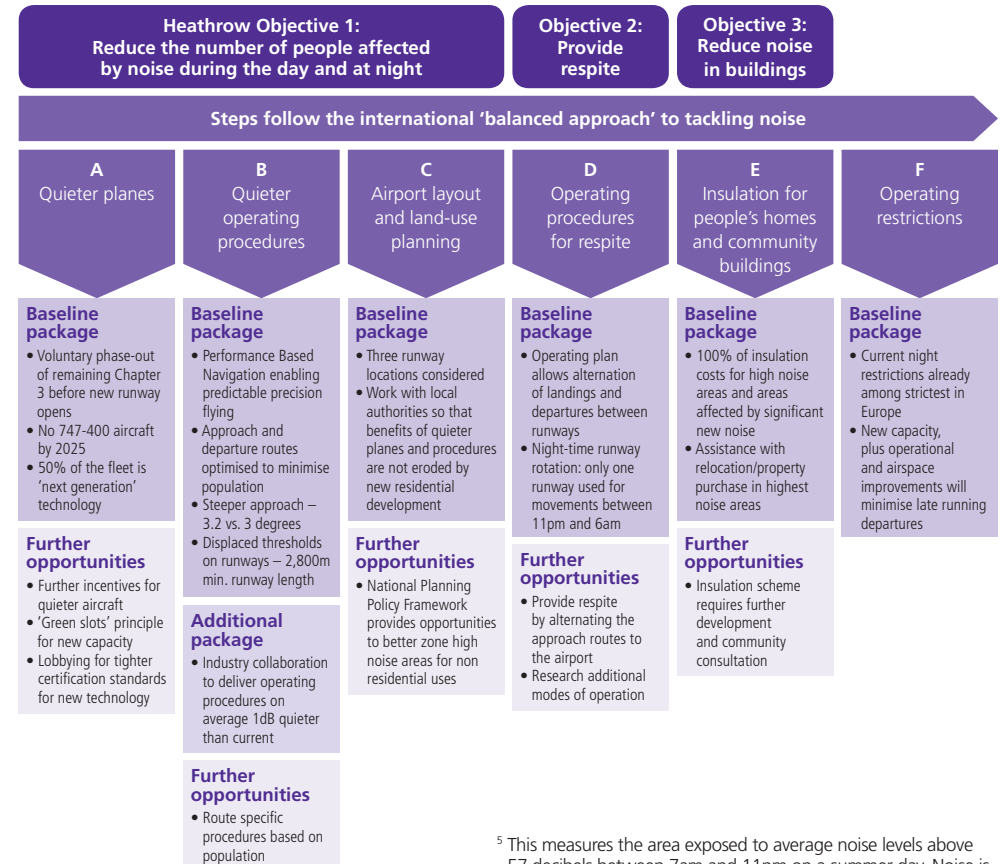 Heathrow Objective 1:
Reduce the number of people affected
by noise during the day and at night
Objective 2:
Provide
respite
Objective 3:
Reduce noise
in buildings
Steps follow the international ‘balanced approach’ to tackling noise
A
Quieter planes
B
Quieter
operating
procedures
C
Airport layout
and land-use
planning
D
Operating
procedures
for respite
E
Insulation for
people’s homes
and community
buildings
F
Operating
restrictions
Baseline
package
• Voluntary phase-out
of remaining Chapter
3 before new runway
opens
• No 747-400 aircraft
by 2025
• 50% of the fleet is
‘next generation’
technology
Further
opportunities
• Further incentives for
quieter aircraft
• ‘Green slots’ principle
for new capacity
• Lobbying for tighter
certification standards
for new technology
Baseline
package
• Performance Based
Navigation enabling
predictable precision
flying
• Approach and
departure routes
optimised to minimise
population
• Steeper approach –
3.2 vs. 3 degrees
• Displaced thresholds
on runways – 2,800m
min. runway length
Additional
package
• Industry collaboration
to deliver operating
procedures on
average 1dB quieter
than current
Further
opportunities
• Route specific
procedures based on
population
Baseline
package
• Three runway
locations considered
• Work with local
authorities so that
benefits of quieter
planes and procedures
are not eroded by
new residential
development
Further
opportunities
• National Planning
Policy Framework
provides opportunities
to better zone high
noise areas for non
residential uses
Baseline
package
• Operating plan
allows alternation
of landings and
departures between
runways
• Night-time runway
rotation: only one
runway used for
movements between
11pm and 6am
Further
opportunities
• Provide respite
by alternating the
approach routes to
the airport
• Research additional
modes of operation
Baseline
package
• 100% of insulation
costs for high noise
areas and areas
affected by significant
new noise
• Assistance with
relocation/property
purchase in highest
noise areas
Further
opportunities
• Insulation scheme
requires further
development
and community
consultation
Baseline
package
• Current night
restrictions already
among strictest in
Europe
• New capacity,
plus operational
and airspace
improvements will
minimise late running
departures
5 This measures the area exposed to average noise levels above
57 decibels between 7am and 11pm on a summer day. Noise is